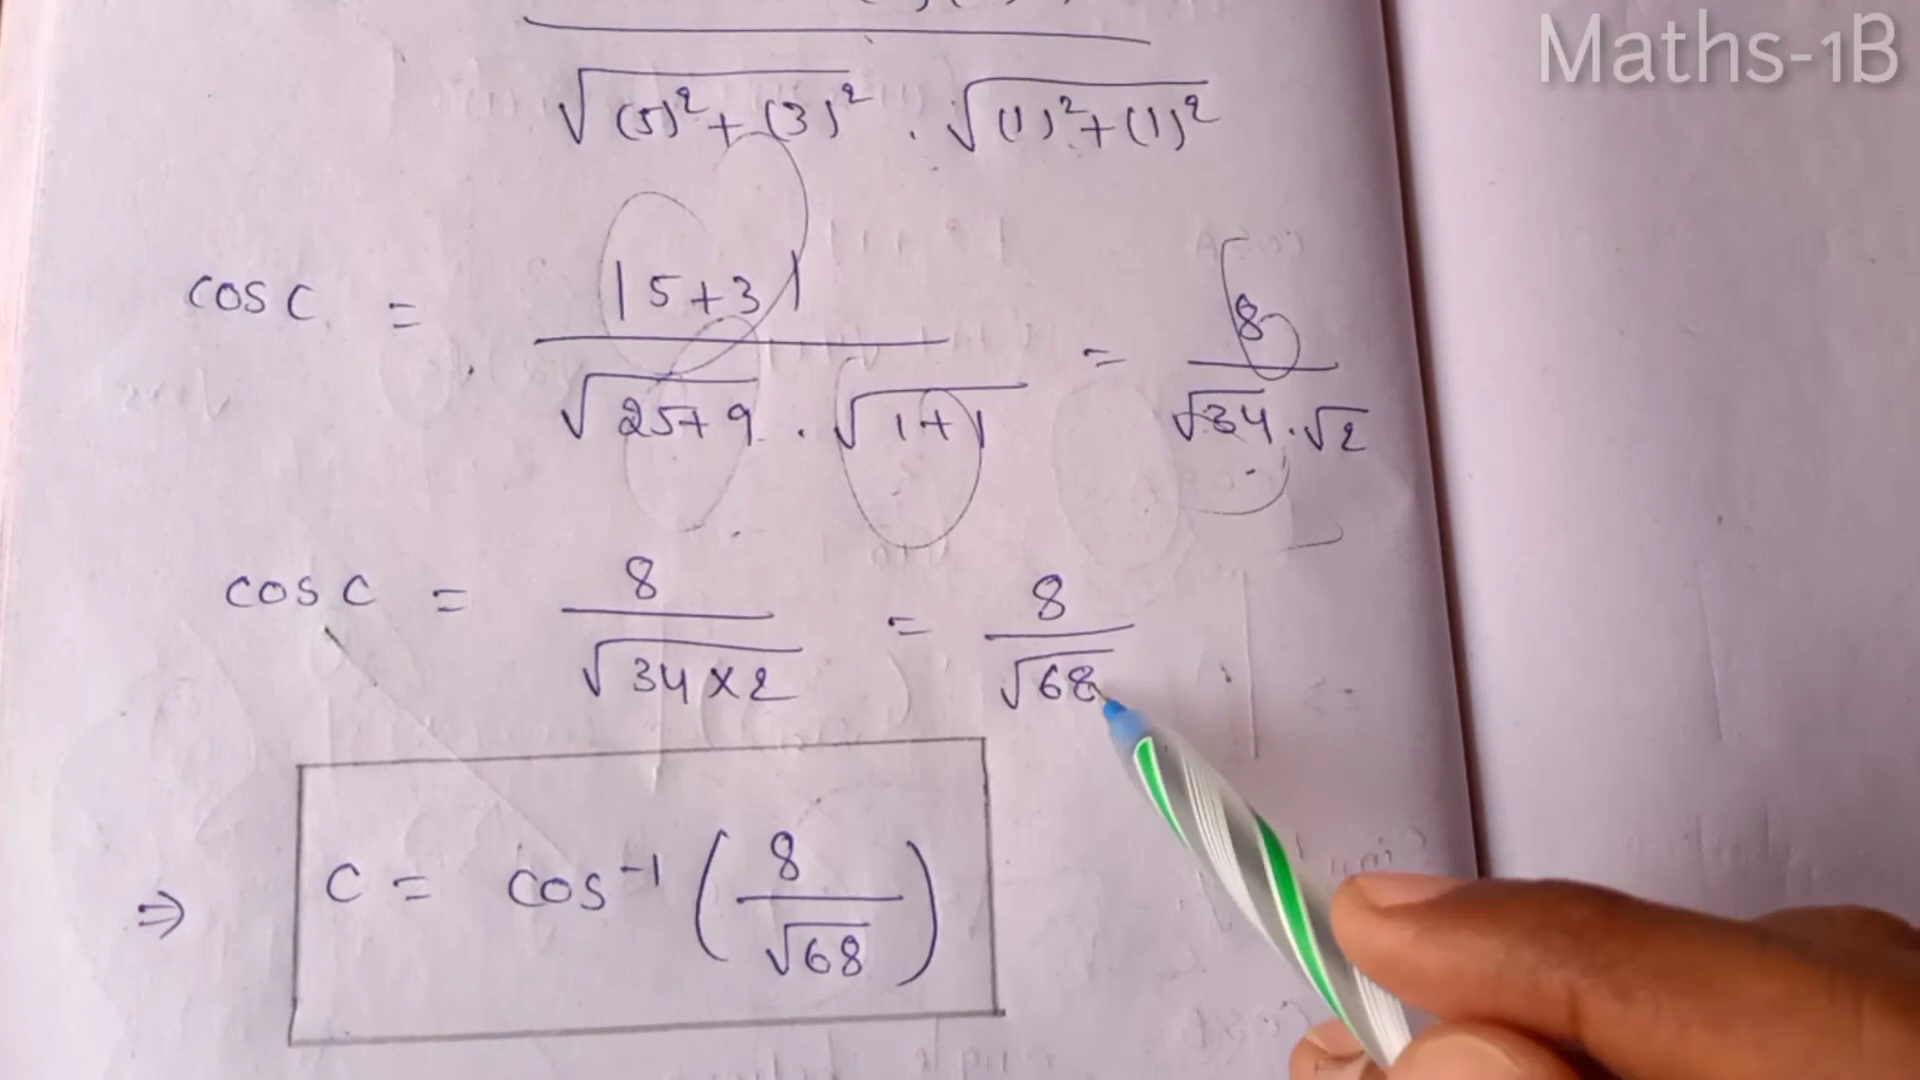 Maths-1B
√(5)²+(3)² . √(1)²+(1)²
cos C = |5+3| / √25+9 . √1+1 = 8 / √34 . √2
cos C = 8 / √34×2 = 8 / √68
⇒ C = cos⁻¹ (8 / √68)